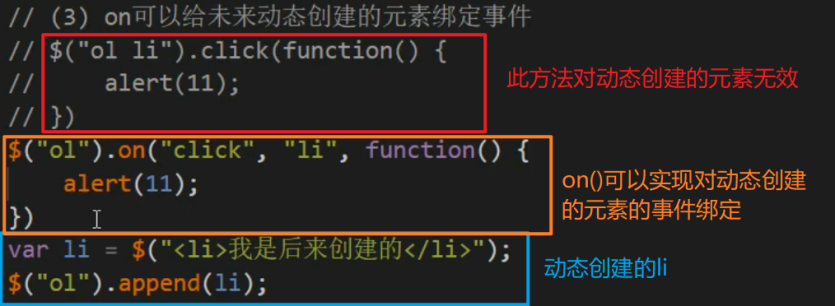 // (3) on可以给未来动态创建的元素绑定事件
// $("ol li").click(function() {
//     alert(11);
// })
此方法对动态创建的元素无效
$("ol").on("click", "li", function() {
    alert(11);
})
on()可以实现对动态创建
的元素的事件绑定
var li = $("<li>我是后来创建的</li>");
$("ol").append(li);
动态创建的li